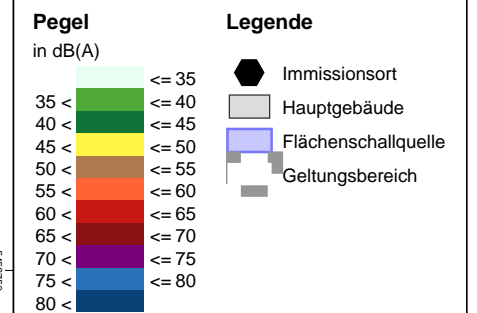 Pegel
in dB(A)
<= 35
35 < <= 40
40 < <= 45
45 < <= 50
50 < <= 55
55 < <= 60
60 < <= 65
65 < <= 70
70 < <= 75
75 < <= 80
80 <
Legende
Immissionsort
Hauptgebäude
Flächenschallquelle
Geltungsbereich